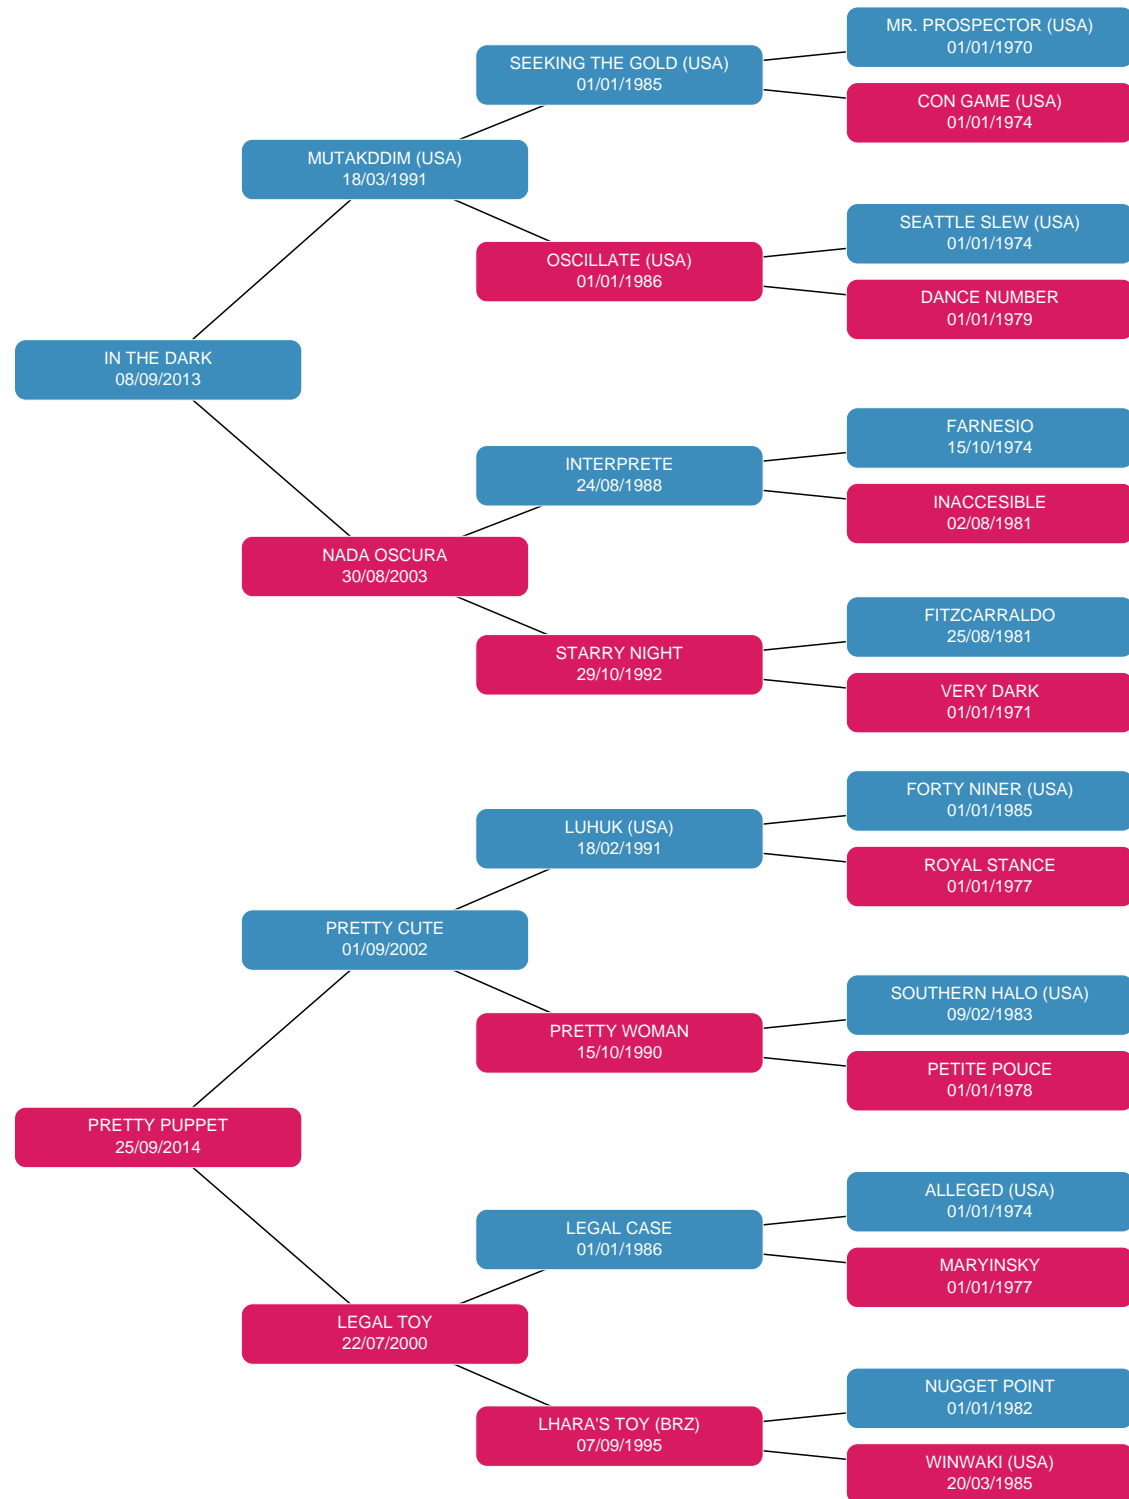 MR. PROSPECTOR (USA)
01/01/1970
SEEKING THE GOLD (USA)
01/01/1985
CON GAME (USA)
01/01/1974
MUTAKDDIM (USA)
18/03/1991
SEATTLE SLEW (USA)
01/01/1974
OSCILLATE (USA)
01/01/1986
DANCE NUMBER
01/01/1979
IN THE DARK
08/09/2013
FARNESIO
15/10/1974
INTERPRETE
24/08/1988
INACCESIBLE
02/08/1981
NADA OSCURA
30/08/2003
FITZCARRALDO
25/08/1981
STARRY NIGHT
29/10/1992
VERY DARK
01/01/1971
FORTY NINER (USA)
01/01/1985
LUHUK (USA)
18/02/1991
ROYAL STANCE
01/01/1977
PRETTY CUTE
01/09/2002
SOUTHERN HALO (USA)
09/02/1983
PRETTY WOMAN
15/10/1990
PETITE POUCE
01/01/1978
PRETTY PUPPET
25/09/2014
ALLEGED (USA)
01/01/1974
LEGAL CASE
01/01/1986
MARYINSKY
01/01/1977
LEGAL TOY
22/07/2000
NUGGET POINT
01/01/1982
LHARA'S TOY (BRZ)
07/09/1995
WINWAKI (USA)
20/03/1985